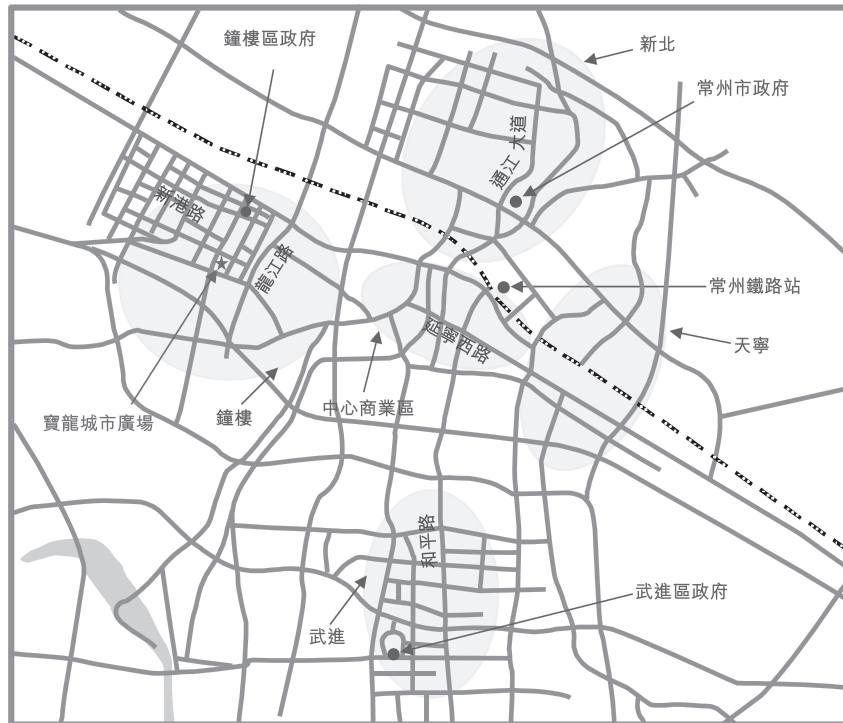 鐘樓區政府
新北
常州市政府
通江 大道
新港路
龍江路
常州鐵路站
延寧西路
天寧
寶龍城市廣場
鐘樓
中心商業區
和平路
武進
武進區政府